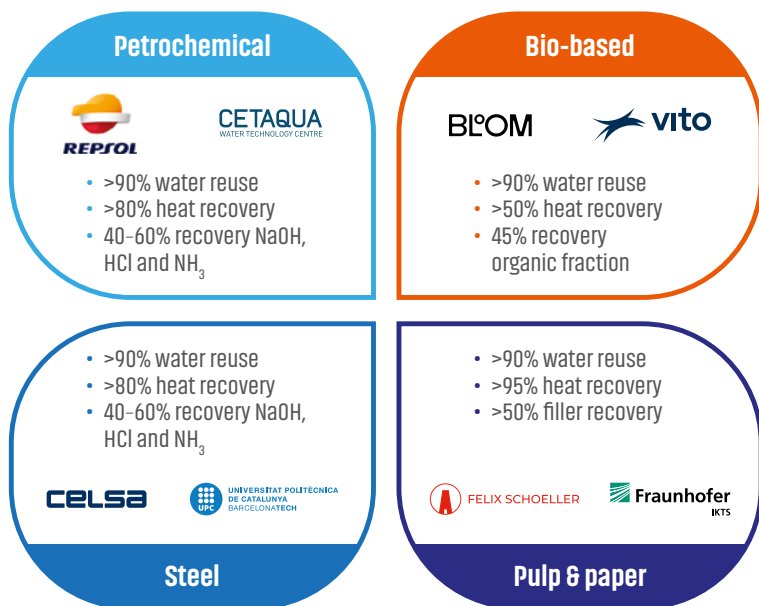 Petrochemical
REPSOL
CETAQUA
WATER TECHNOLOGY CENTRE
• >90% water reuse
• >80% heat recovery
• 40-60% recovery NaOH,
HCl and NH₃
Bio-based
BLOOM
vito
• >90% water reuse
• >50% heat recovery
• 45% recovery
organic fraction
• >90% water reuse
• >80% heat recovery
• 40-60% recovery NaOH,
HCl and NH₃
CELSA
UPC
UNIVERSITAT POLITÈCNICA
DE CATALUNYA
BARCELONATECH
Steel
• >90% water reuse
• >95% heat recovery
• >50% filler recovery
FELIX SCHOELLER
Fraunhofer
IKTS
Pulp & paper